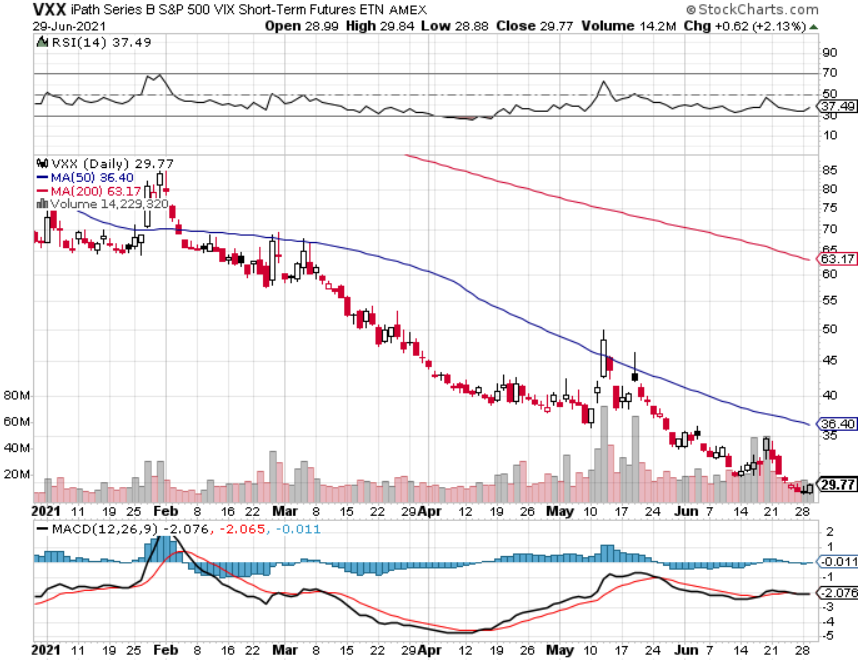 VXX iPath Series B S&P 500 VIX Short-Term Futures ETN AMEX
© StockCharts.com
29-Jun-2021
Open 28.99 High 29.84 Low 28.88 Close 29.77 Volume 14.2M Chg +0.62 (+2.13%)
RSI(14) 37.49
90
70
50
37.49
30
10
VXX (Daily) 29.77
MA(50) 36.40
MA(200) 63.17
Volume 14,229,320
85
80
75
70
65
63.17
60
55
50
45
40
36.40
35
29.77
80M
60M
40M
20M
2021 11 19 25 Feb 8 16 22 Mar 8 15 22 29 Apr 12 19 26 May 10 17 24 Jun 7 14 21 28
MACD(12,26,9) -2.076, -2.065, -0.011
2
1
-0.011
-1
-2.076
-3
-4
-5
2021 11 19 25 Feb 8 16 22 Mar 8 15 22 29 Apr 12 19 26 May 10 17 24 Jun 7 14 21 28